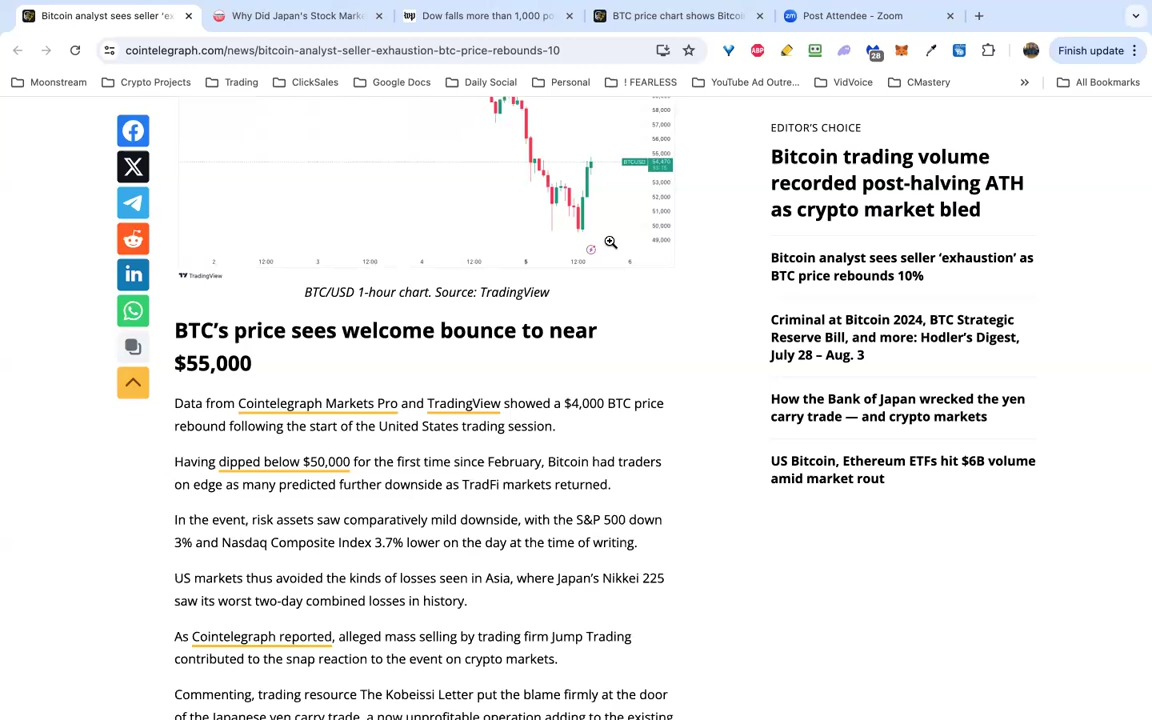 Bitcoin analyst sees seller 'ex
Why Did Japan's Stock Marke
Dow falls more than 1,000 po
BTC price chart shows Bitcoi
Post Attendee - Zoom
cointelegraph.com/news/bitcoin-analyst-seller-exhaustion-btc-price-rebounds-10
ABP
28
Finish update
Moonstream
Crypto Projects
Trading
ClickSales
Google Docs
Daily Social
Personal
! FEARLESS
YouTube Ad Outre...
VidVoice
CMastery
»
All Bookmarks
58,000
57,000
56,000
55,000
BTCUSD 54,470
53,000
52,000
51,000
50,000
49,000
2 12:00 3 12:00 4 12:00 5 12:00 6
TradingView
BTC/USD 1-hour chart. Source: TradingView
BTC's price sees welcome bounce to near
$55,000
Data from Cointelegraph Markets Pro and TradingView showed a $4,000 BTC price
rebound following the start of the United States trading session.
Having dipped below $50,000 for the first time since February, Bitcoin had traders
on edge as many predicted further downside as TradFi markets returned.
In the event, risk assets saw comparatively mild downside, with the S&P 500 down
3% and Nasdaq Composite Index 3.7% lower on the day at the time of writing.
US markets thus avoided the kinds of losses seen in Asia, where Japan's Nikkei 225
saw its worst two-day combined losses in history.
As Cointelegraph reported, alleged mass selling by trading firm Jump Trading
contributed to the snap reaction to the event on crypto markets.
Commenting, trading resource The Kobeissi Letter put the blame firmly at the door
of the Japanese yen carry trade, a now unprofitable operation adding to the existing
EDITOR'S CHOICE
Bitcoin trading volume
recorded post-halving ATH
as crypto market bled
Bitcoin analyst sees seller 'exhaustion' as
BTC price rebounds 10%
Criminal at Bitcoin 2024, BTC Strategic
Reserve Bill, and more: Hodler's Digest,
July 28 – Aug. 3
How the Bank of Japan wrecked the yen
carry trade — and crypto markets
US Bitcoin, Ethereum ETFs hit $6B volume
amid market rout